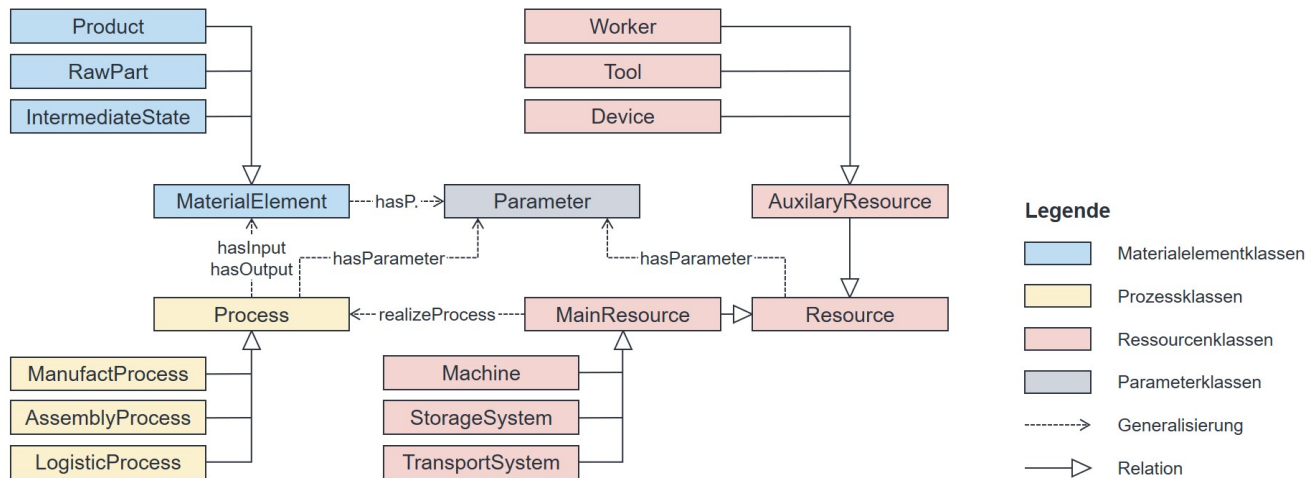 Product
RawPart
IntermediateState
Worker
Tool
Device
MaterialElement
hasP.
Parameter
AuxilaryResource
hasInput
hasOutput
hasParameter
hasParameter
Process
realizeProcess
MainResource
Resource
ManufactProcess
AssemblyProcess
LogisticProcess
Machine
StorageSystem
TransportSystem
Legende
Materialelementklassen
Prozessklassen
Ressourcenklassen
Parameterklassen
Generalisierung
Relation